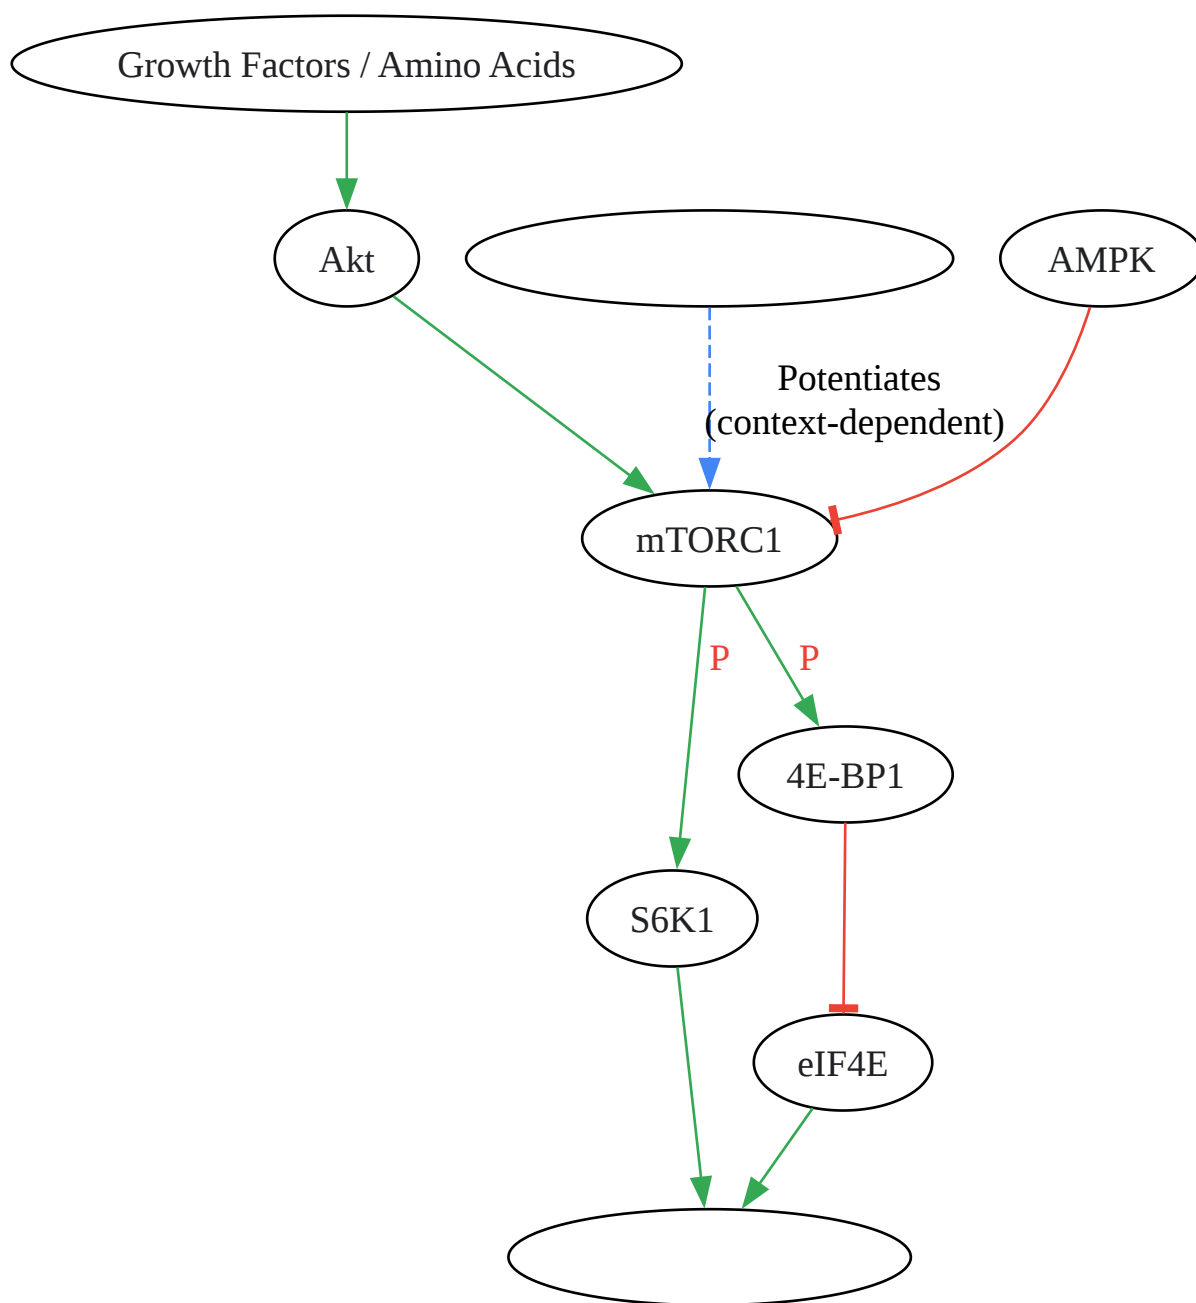 Growth Factors / Amino Acids
Akt
AMPK
Potentiates
(context-dependent)
mTORC1
P
P
4E-BP1
S6K1
eIF4E